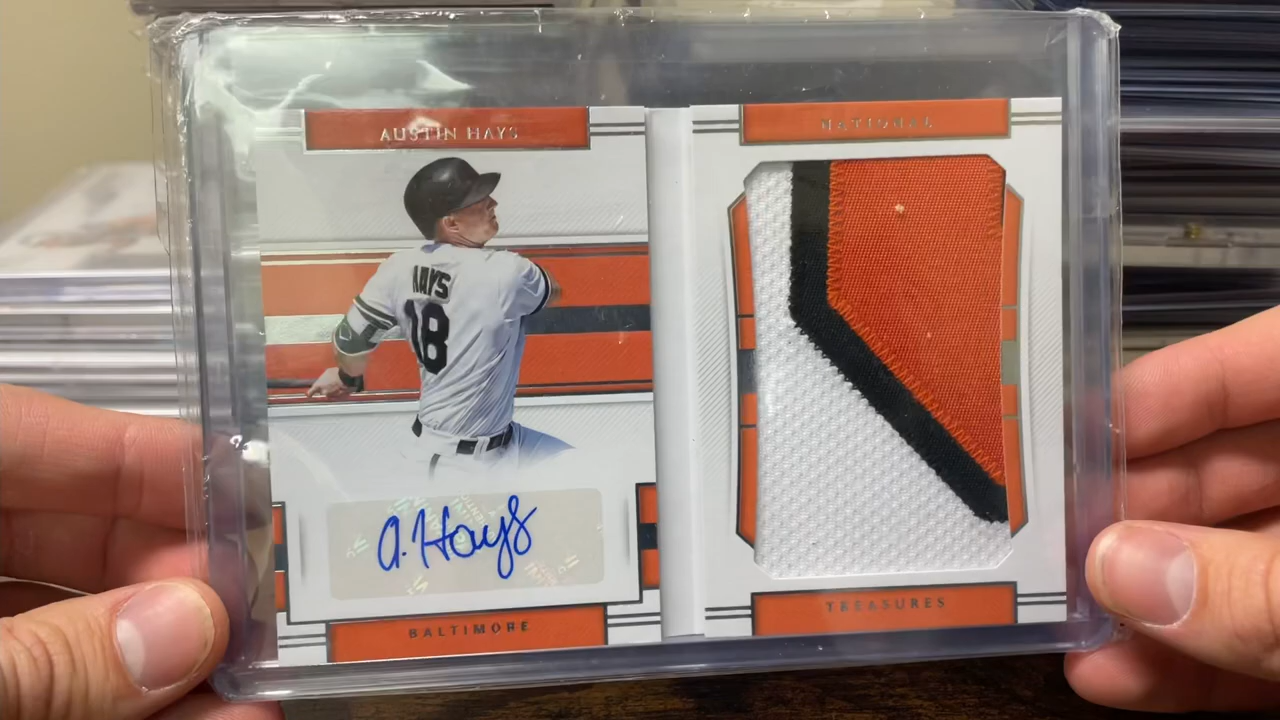 AUSTIN HAYS
NATIONAL
HAYS
18
a. Hays
BALTIMORE
TREASURES